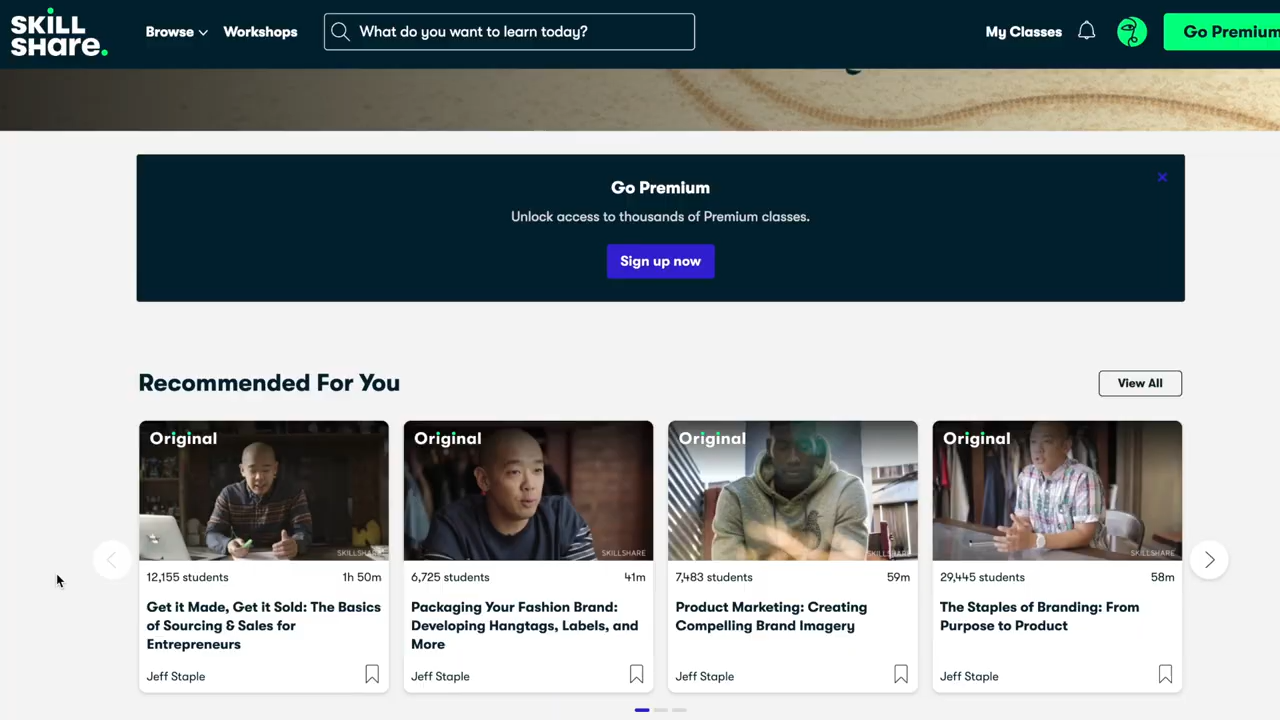 SKILL
SHARE.
Browse
Workshops
What do you want to learn today?
My Classes
Go Premium
Go Premium
Unlock access to thousands of Premium classes.
Sign up now
Recommended For You
View All
Original
SKILLSHARE
12,155 students
1h 50m
Get it Made, Get it Sold: The Basics
of Sourcing & Sales for
Entrepreneurs
Jeff Staple
Original
SKILLSHARE
6,725 students
41m
Packaging Your Fashion Brand:
Developing Hangtags, Labels, and
More
Jeff Staple
Original
SKILLSHARE
7,483 students
59m
Product Marketing: Creating
Compelling Brand Imagery
Jeff Staple
Original
SKILLSHARE
29,445 students
58m
The Staples of Branding: From
Purpose to Product
Jeff Staple